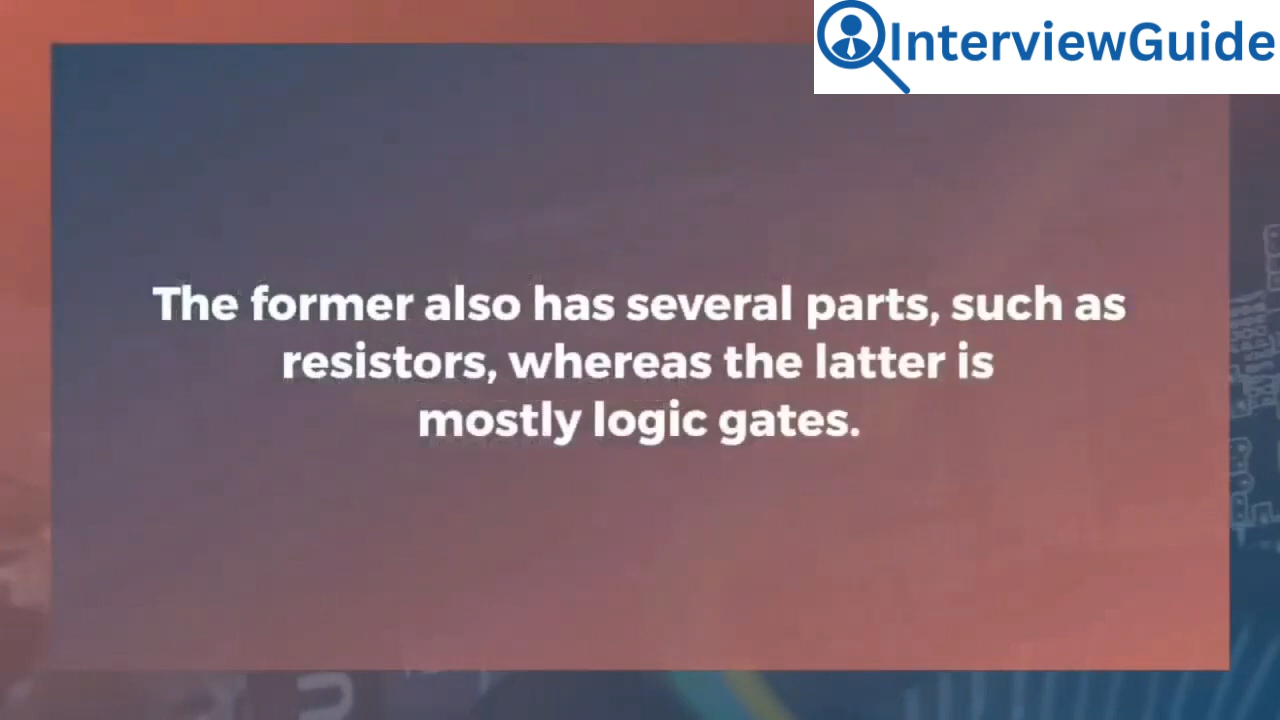 InterviewGuide
The former also has several parts, such as
resistors, whereas the latter is
mostly logic gates.